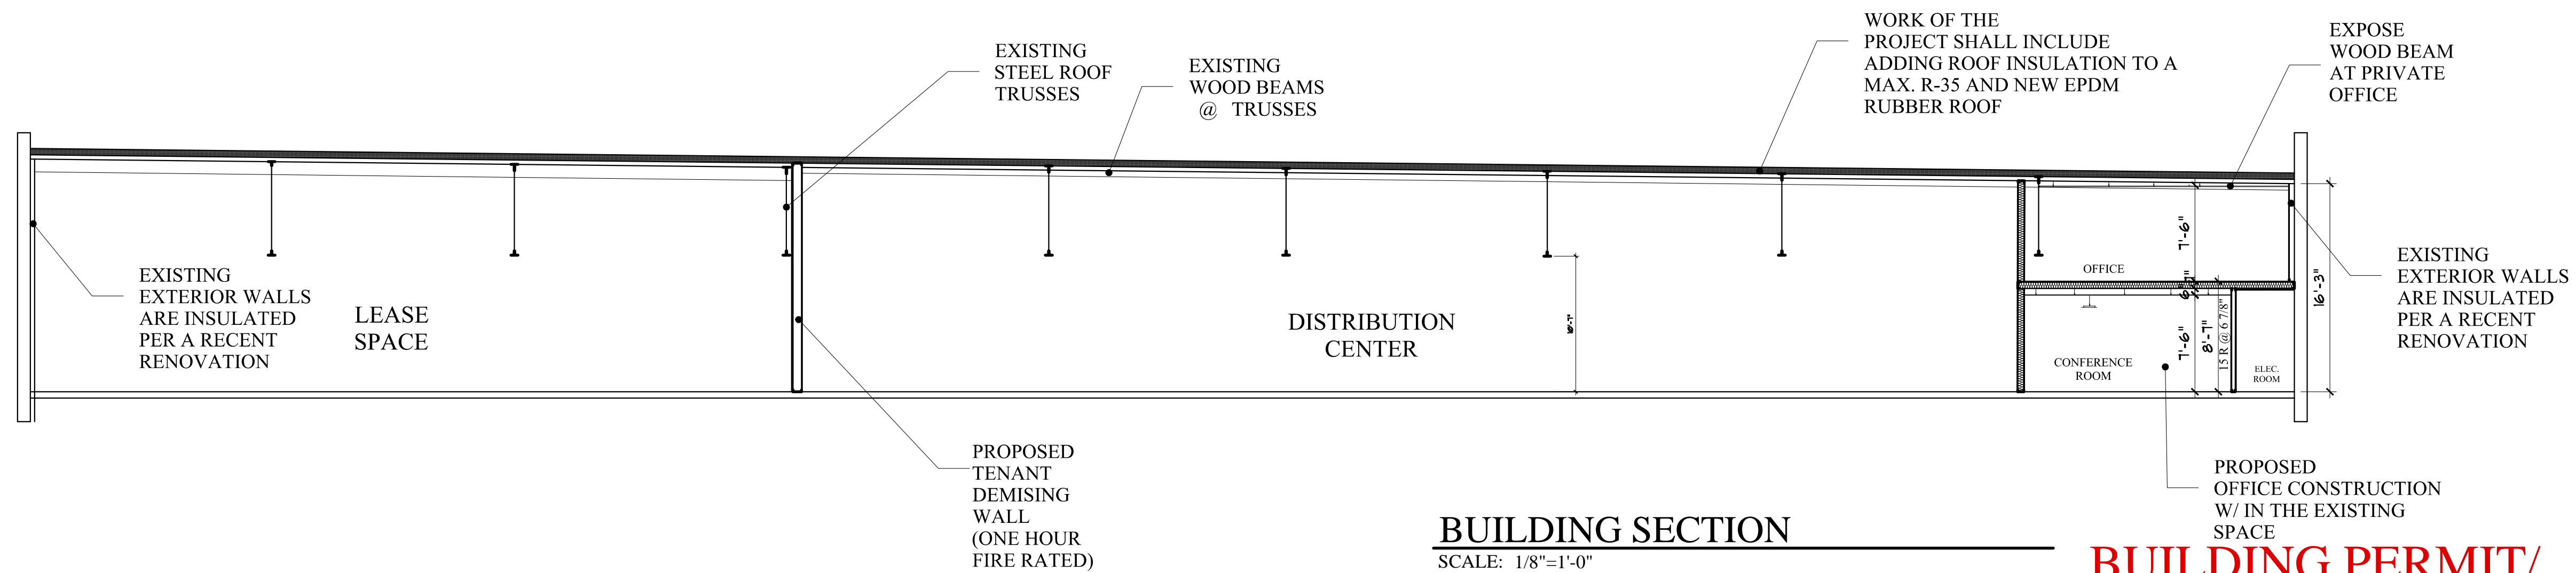 WORK OF THE
PROJECT SHALL INCLUDE
ADDING ROOF INSULATION TO A
MAX. R-35 AND NEW EPDM
RUBBER ROOF
EXPOSE
WOOD BEAM
AT PRIVATE
OFFICE
EXISTING
STEEL ROOF
TRUSSES
EXISTING
WOOD BEAMS
@ TRUSSES
EXISTING
EXTERIOR WALLS
ARE INSULATED
PER A RECENT
RENOVATION
LEASE
SPACE
DISTRIBUTION
CENTER
10'-7"
OFFICE
7'-6"
CONFERENCE
ROOM
7'-6"
8'-7"
15 R @ 6 7/8"
ELEC.
ROOM
16'-3"
EXISTING
EXTERIOR WALLS
ARE INSULATED
PER A RECENT
RENOVATION
PROPOSED
TENANT
DEMISING
WALL
(ONE HOUR
FIRE RATED)
PROPOSED
OFFICE CONSTRUCTION
W/ IN THE EXISTING
SPACE
BUILDING SECTION
SCALE: 1/8"=1'-0"
BUILDING PERMIT/